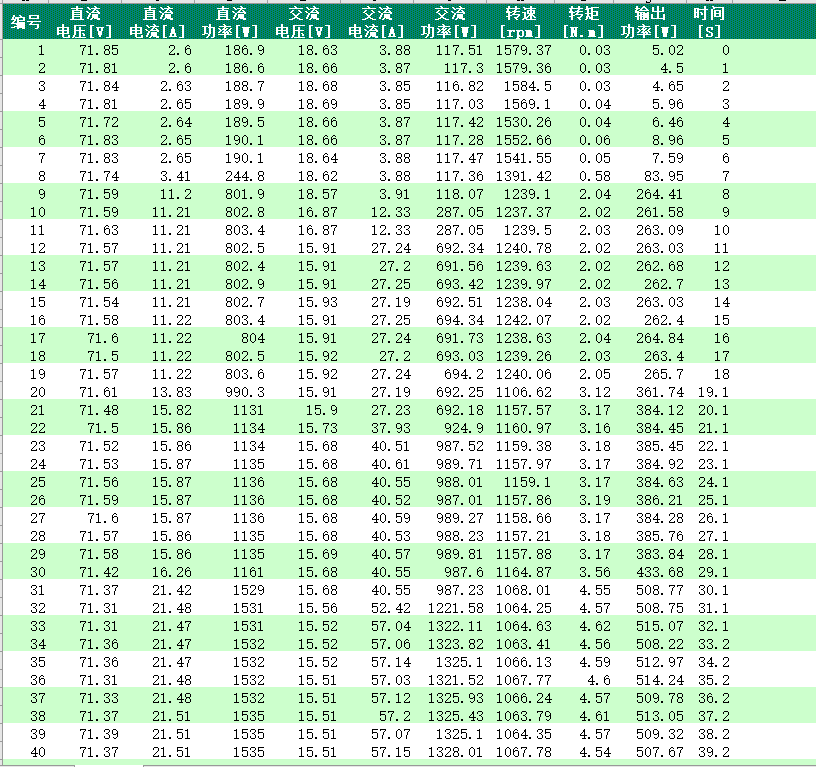 编号 直流 直流 直流 交流 交流 交流 转速 转矩 输出 时间
电压[V] 电流[A] 功率[W] 电压[V] 电流[A] 功率[W] [rpm] [N.m] 功率[W] [S]
1 71.85 2.6 186.9 18.63 3.88 117.51 1579.37 0.03 5.02 0
2 71.81 2.6 186.6 18.66 3.87 117.3 1579.36 0.03 4.5 1
3 71.84 2.63 188.7 18.68 3.85 116.82 1584.5 0.03 4.65 2
4 71.81 2.65 189.9 18.69 3.85 117.03 1569.1 0.04 5.96 3
5 71.72 2.64 189.5 18.66 3.87 117.42 1530.26 0.04 6.46 4
6 71.83 2.65 190.1 18.66 3.87 117.28 1552.66 0.06 8.96 5
7 71.83 2.65 190.1 18.64 3.88 117.47 1541.55 0.05 7.59 6
8 71.74 3.41 244.8 18.62 3.88 117.36 1391.42 0.58 83.95 7
9 71.59 11.2 801.9 18.57 3.91 118.07 1239.1 2.04 264.41 8
10 71.59 11.21 802.8 16.87 12.33 287.05 1237.37 2.02 261.58 9
11 71.63 11.21 803.4 16.87 12.33 287.05 1239.5 2.03 263.09 10
12 71.57 11.21 802.5 15.91 27.24 692.34 1240.78 2.02 263.03 11
13 71.57 11.21 802.4 15.91 27.2 691.56 1239.63 2.02 262.68 12
14 71.56 11.21 802.9 15.91 27.25 693.42 1239.97 2.02 262.7 13
15 71.54 11.21 802.7 15.93 27.19 692.51 1238.04 2.03 263.03 14
16 71.58 11.22 803.4 15.91 27.25 694.34 1242.07 2.02 262.4 15
17 71.6 11.22 804 15.91 27.24 691.73 1238.63 2.04 264.84 16
18 71.5 11.22 802.5 15.92 27.2 693.03 1239.26 2.03 263.4 17
19 71.57 11.22 803.6 15.92 27.24 694.2 1240.06 2.05 265.7 18
20 71.61 13.83 990.3 15.91 27.19 692.25 1106.62 3.12 361.74 19.1
21 71.48 15.82 1131 15.9 27.23 692.18 1157.57 3.17 384.12 20.1
22 71.5 15.86 1134 15.73 37.93 924.9 1160.97 3.16 384.45 21.1
23 71.52 15.86 1134 15.68 40.51 987.52 1159.38 3.18 385.45 22.1
24 71.53 15.87 1135 15.68 40.61 989.71 1157.97 3.17 384.92 23.1
25 71.56 15.87 1136 15.68 40.55 988.01 1159.1 3.17 384.63 24.1
26 71.59 15.87 1136 15.68 40.52 987.01 1157.86 3.19 386.21 25.1
27 71.6 15.87 1136 15.68 40.59 989.27 1158.66 3.17 384.28 26.1
28 71.57 15.86 1135 15.68 40.53 988.23 1157.21 3.18 385.76 27.1
29 71.58 15.86 1135 15.69 40.57 989.81 1157.88 3.17 383.84 28.1
30 71.42 16.26 1161 15.68 40.55 987.6 1164.87 3.56 433.68 29.1
31 71.37 21.42 1529 15.68 40.55 987.23 1068.01 4.55 508.77 30.1
32 71.31 21.48 1531 15.56 52.42 1221.58 1064.25 4.57 508.75 31.1
33 71.31 21.47 1531 15.52 57.04 1322.11 1064.63 4.62 515.07 32.1
34 71.36 21.47 1532 15.52 57.06 1323.82 1063.41 4.56 508.22 33.2
35 71.36 21.47 1532 15.52 57.14 1325.1 1066.13 4.59 512.97 34.2
36 71.31 21.48 1532 15.51 57.03 1321.52 1067.77 4.6 514.24 35.2
37 71.33 21.48 1532 15.51 57.12 1325.93 1066.24 4.57 509.78 36.2
38 71.37 21.51 1535 15.51 57.2 1325.43 1063.79 4.61 513.05 37.2
39 71.39 21.51 1535 15.51 57.07 1325.1 1064.35 4.57 509.32 38.2
40 71.37 21.51 1535 15.51 57.15 1328.01 1067.78 4.54 507.67 39.2